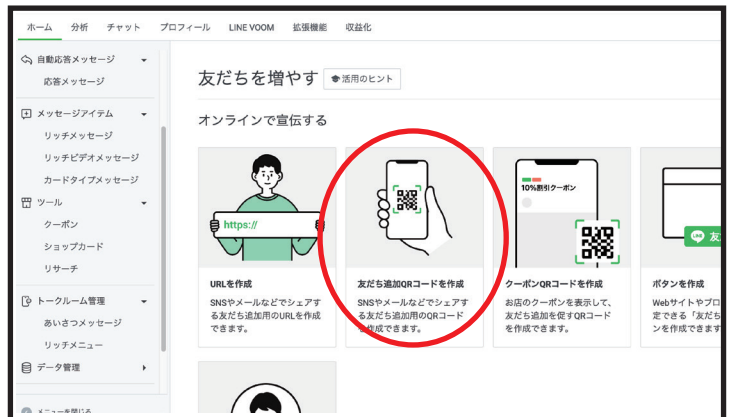 ホーム 分析 チャット プロフィール LINE VOOM 拡張機能 収益化
自動応答メッセージ
応答メッセージ
メッセージアイテム
リッチメッセージ
リッチビデオメッセージ
カードタイプメッセージ
ツール
クーポン
ショップカード
リサーチ
トークルーム管理
あいさつメッセージ
リッチメニュー
データ管理
メニューを閉じる
友だちを増やす 活用のヒント
オンラインで宣伝する
https://
URLを作成
SNSやメールなどでシェアす
る友だち追加用のURLを作成
できます。
友だち追加QRコードを作成
SNSやメールなどでシェアす
る友だち追加用のQRコード
を作成できます。
10%割引クーポン
クーポンQRコードを作成
お店のクーポンを表示して、
友だち追加を促すQRコード
を作成できます。
LINE 友
ボタンを作成
Webサイトやブロ
定できる「友だち
ンを作成できます